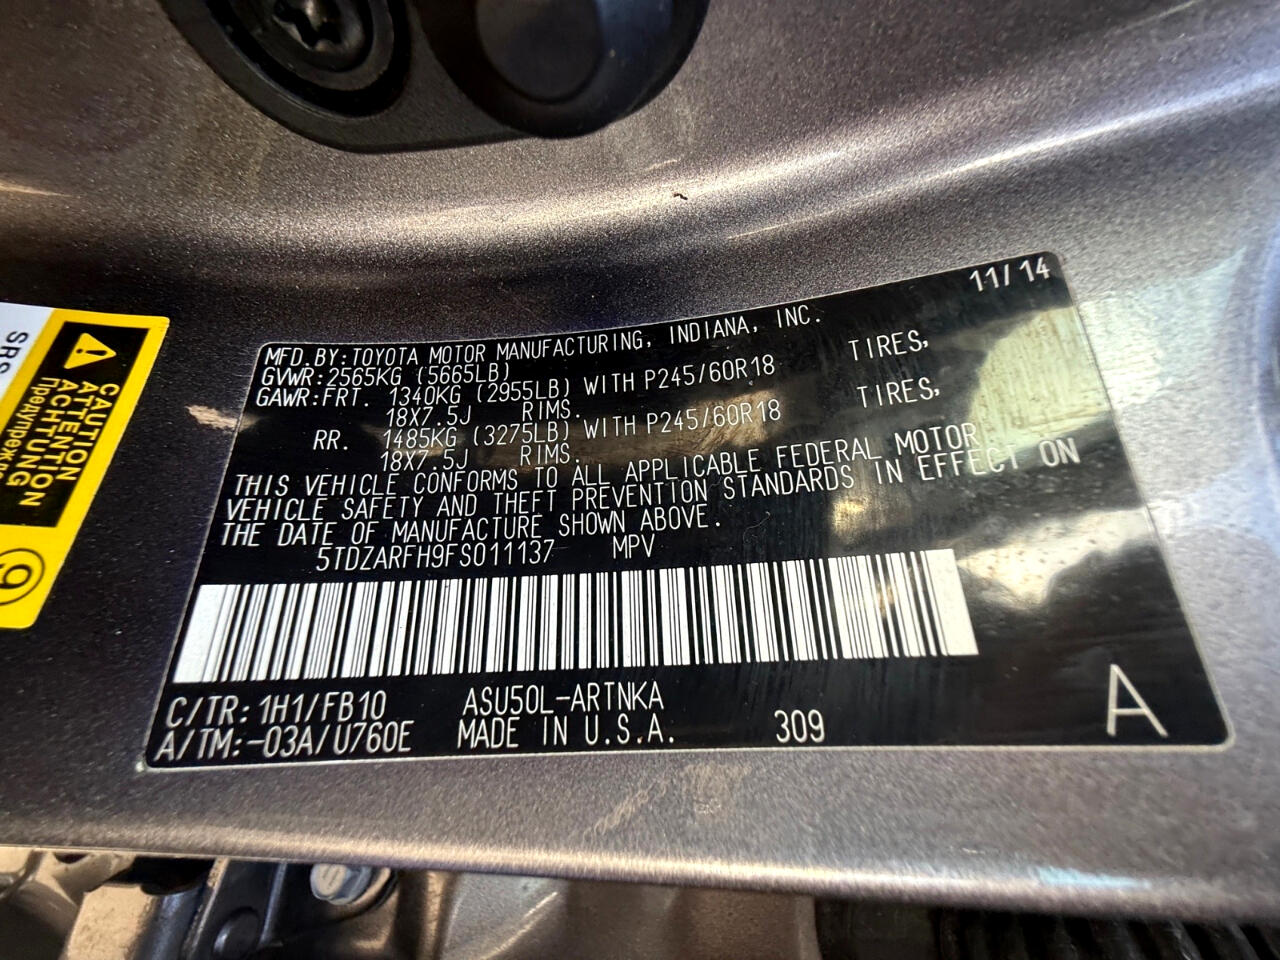 11/14
MFD. BY: TOYOTA MOTOR MANUFACTURING, INDIANA, INC.
GVWR: 2565KG (5665LB)
GAWR: FRT. 1340KG (2955LB) WITH P245/60R18 TIRES,
18X7.5J RIMS.
RR. 1485KG (3275LB) WITH P245/60R18 TIRES,
18X7.5J RIMS.
THIS VEHICLE CONFORMS TO ALL APPLICABLE FEDERAL MOTOR
VEHICLE SAFETY AND THEFT PREVENTION STANDARDS IN EFFECT ON
THE DATE OF MANUFACTURE SHOWN ABOVE.
5TDZARFH9FS011137 MPV
C/TR: 1H1/FB10 ASU50L-ARTNKA
A/TM: -03A/U760E MADE IN U.S.A. 309
A
SRS
CAUTION
ATTENTION
ACHTUNG